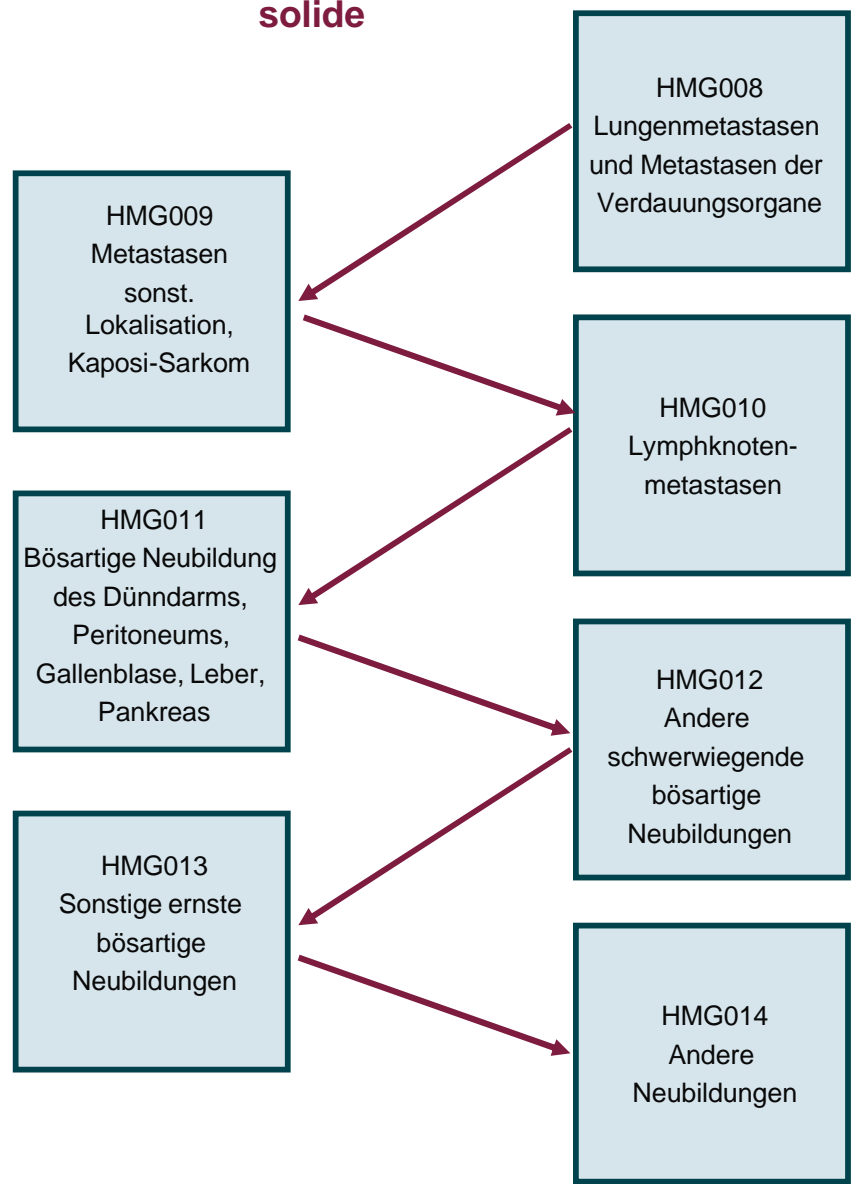 solide
HMG008
Lungenmetastasen
und Metastasen der
Verdauungsorgane
HMG009
Metastasen
sonst.
Lokalisation,
Kaposi-Sarkom
HMG010
Lymphknoten-
metastasen
HMG011
Bösartige Neubildung
des Dünndarms,
Peritoneums,
Gallenblase, Leber,
Pankreas
HMG012
Andere
schwerwiegende
bösartige
Neubildungen
HMG013
Sonstige ernste
bösartige
Neubildungen
HMG014
Andere
Neubildungen